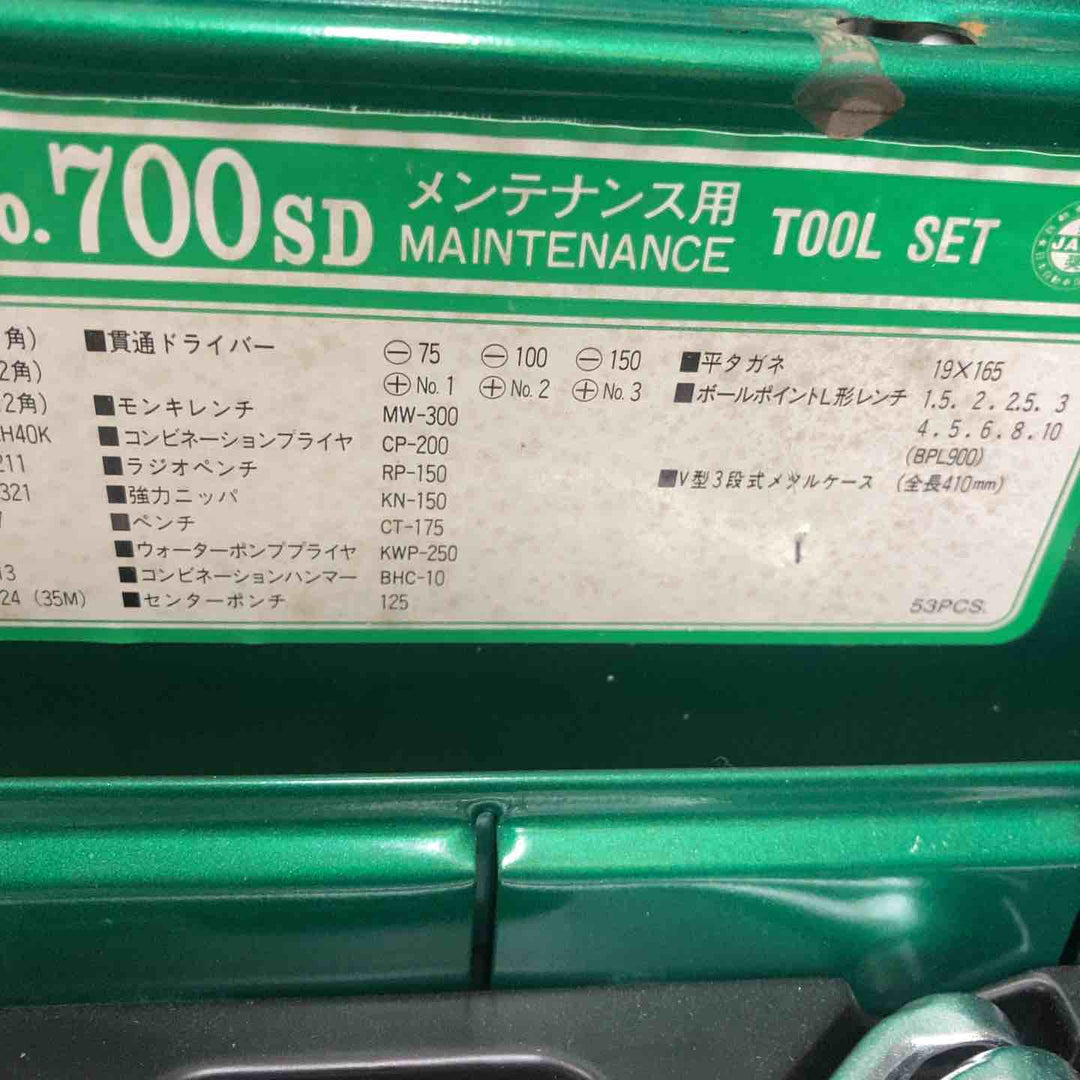 No.700SD メンテナンス用 MAINTENANCE TOOL SET
角)
2角)
.2角)
H40K
211
321
13
24 (35M)
■貫通ドライバー ⊖75 ⊖100 ⊖150
⊕No.1 ⊕No.2 ⊕No.3
■モンキレンチ MW-300
■コンビネーションプライヤ CP-200
■ラジオペンチ RP-150
■強力ニッパ KN-150
■ペンチ CT-175
■ウォーターポンププライヤ KWP-250
■コンビネーションハンマー BHC-10
■センターポンチ 125
■平タガネ 19×165
■ボールポイントL形レンチ 1.5. 2. 2.5. 3
4. 5. 6. 8. 10
(BPL900)
■V型3段式メタルケース (全長410mm)
53PCS.